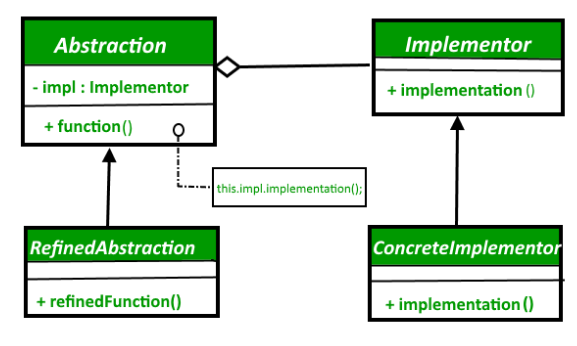 Abstraction
- impl : Implementor
+ function()
Implementor
+ implementation()
this.impl.implementation();
RefinedAbstraction
+ refinedFunction()
ConcreteImplementor
+ implementation()